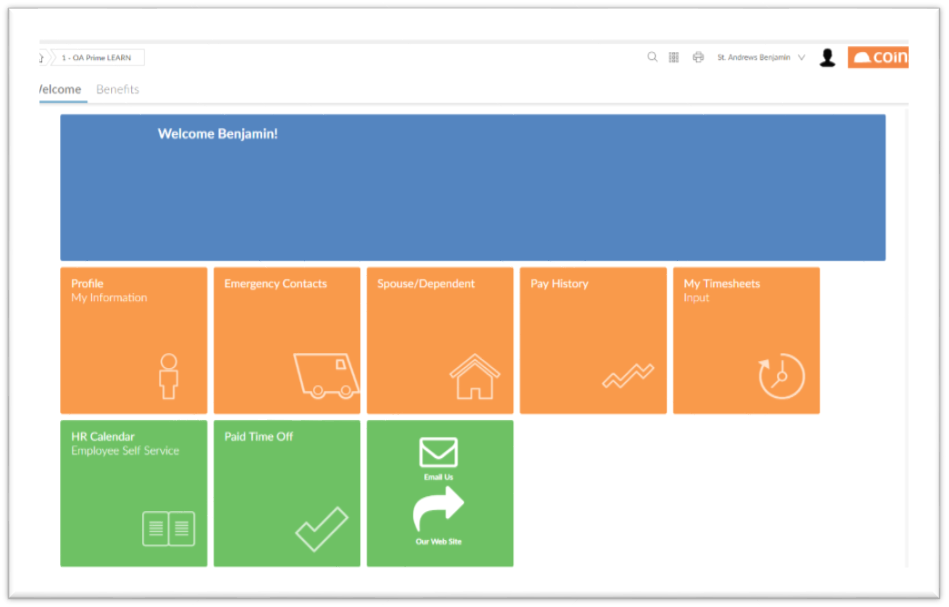 1 - OA Prime LEARN
St. Andrews Benjamin
coin
elcome Benefits
Welcome Benjamin!
Profile
My Information
Emergency Contacts
Spouse/Dependent
Pay History
My Timesheets
Input
HR Calendar
Employee Self Service
Paid Time Off
Email Us
Our Web Site